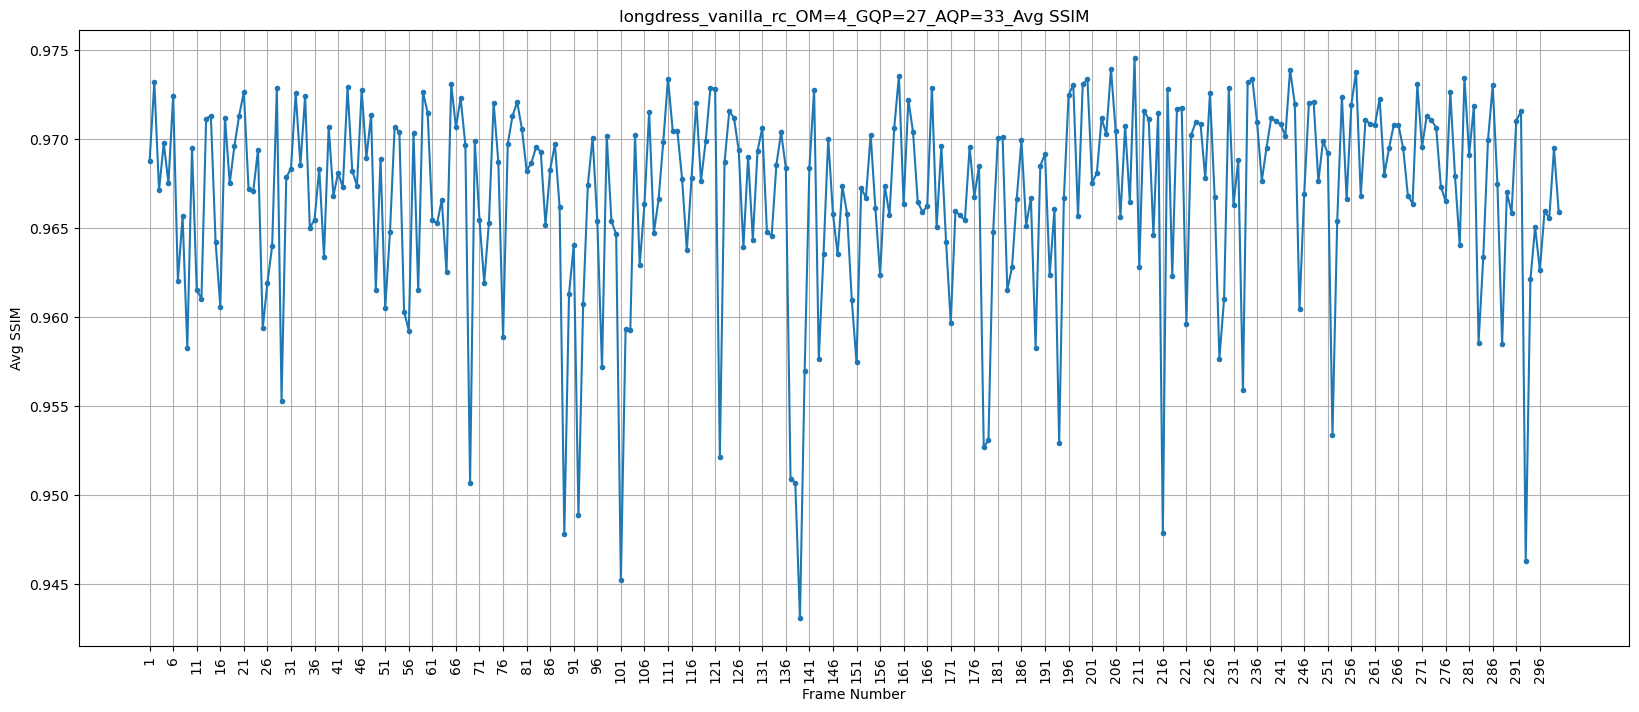 longdress_vanilla_rc_OM=4_GQP=27_AQP=33_Avg SSIM
0.975
0.970
0.965
0.960
0.955
0.950
0.945
Avg SSIM
1 6 11 16 21 26 31 36 41 46 51 56 61 66 71 76 81 86 91 96 101 106 111 116 121 126 131 136 141 146 151 156 161 166 171 176 181 186 191 196 201 206 211 216 221 226 231 236 241 246 251 256 261 266 271 276 281 286 291 296
Frame Number